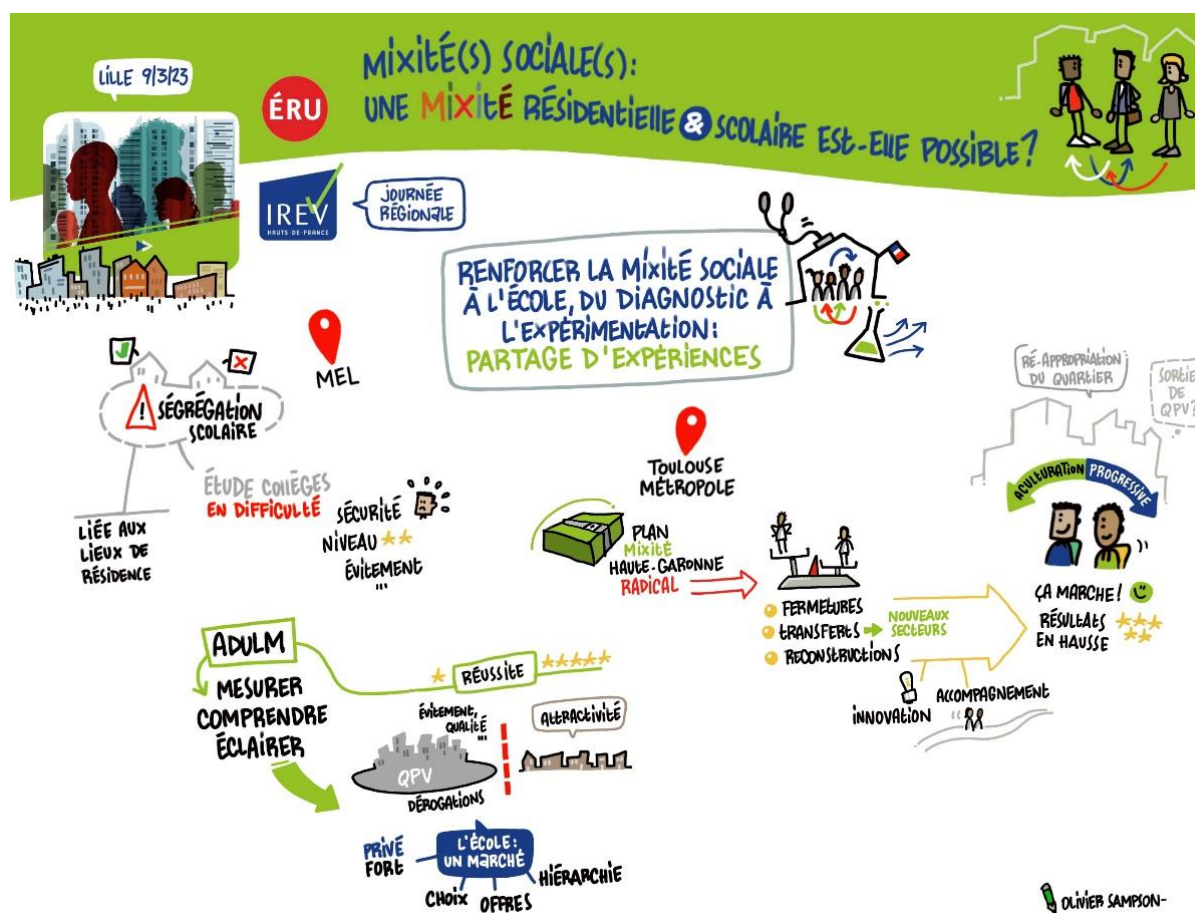 LILLE 9/3/23
ÉRU
MIXITÉ(S) SOCIALE(S):
UNE MIXITÉ RÉSIDENTIELLE & SCOLAIRE EST-ELLE POSSIBLE?
IREV
HAUTS-DE-FRANCE
JOURNÉE
RÉGIONALE
RENFORCER LA MIXITÉ SOCIALE
À L'ÉCOLE, DU DIAGNOSTIC À
L'EXPÉRIMENTATION:
PARTAGE D'EXPÉRIENCES
MEL
!
SÉGRÉGATION
SCOLAIRE
LIÉE AUX
LIEUX DE
RÉSIDENCE
ÉTUDE COLLÈGES
EN DIFFICULTÉ
SÉCURITÉ
NIVEAU
ÉVITEMENT
...
TOULOUSE
MÉTROPOLE
PLAN
MIXITÉ
HAUTE-GARONNE
RADICAL
FERMETURES
TRANSFERTS
RECONSTRUCTIONS
NOUVEAUX
SECTEURS
INNOVATION
ACCOMPAGNEMENT
RÉ-APPROPRIATION
DU QUARTIER
SORTIE
DE
QPV?
ACULTURATION PROGRESSIVE
ÇA MARCHE!
RÉSULTATS
EN HAUSSE
ADULM
MESURER
COMPRENDRE
ÉCLAIRER
RÉUSSITE
ÉVITEMENT,
QUALITÉ
...
QPV
DÉROGATIONS
ATTRACTIVITÉ
L'ÉCOLE:
UN MARCHÉ
PRIVÉ
FORT
CHOIX
OFFRES
HIÉRARCHIE
OLIVIER SAMPSON-